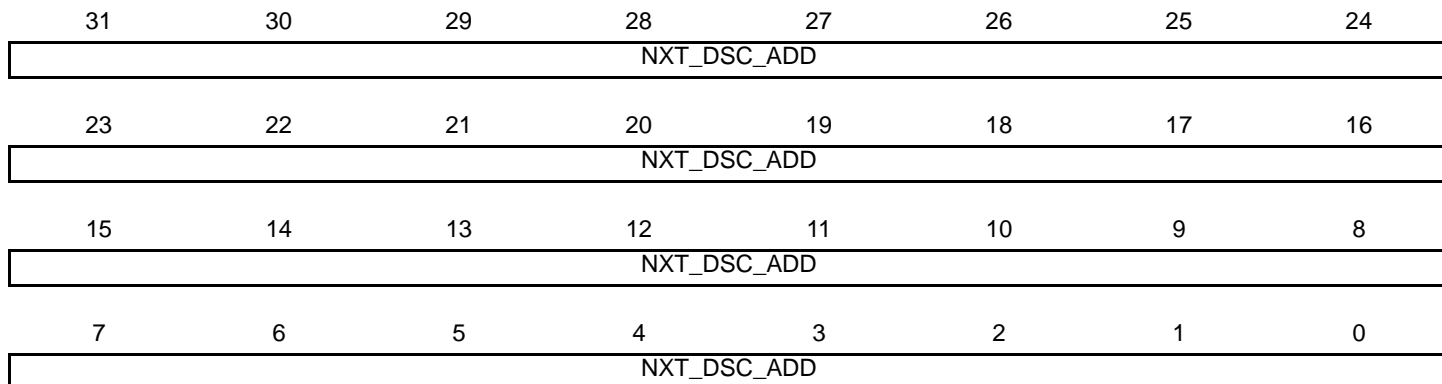 31 30 29 28 27 26 25 24
NXT_DSC_ADD
23 22 21 20 19 18 17 16
NXT_DSC_ADD
15 14 13 12 11 10 9 8
NXT_DSC_ADD
7 6 5 4 3 2 1 0
NXT_DSC_ADD